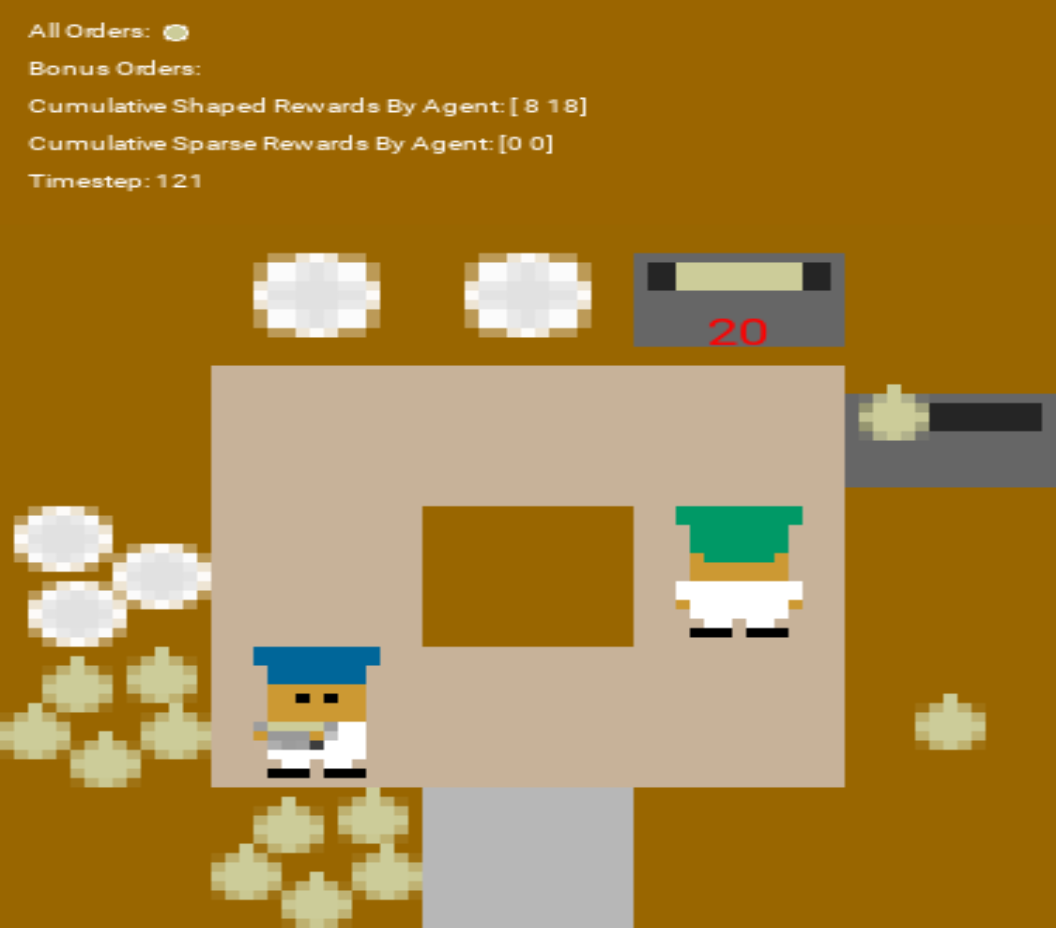 All Orders:
Bonus Orders:
Cumulative Shaped Rewards By Agent: [ 8 18]
Cumulative Sparse Rewards By Agent: [0 0]
Timestep: 121
20